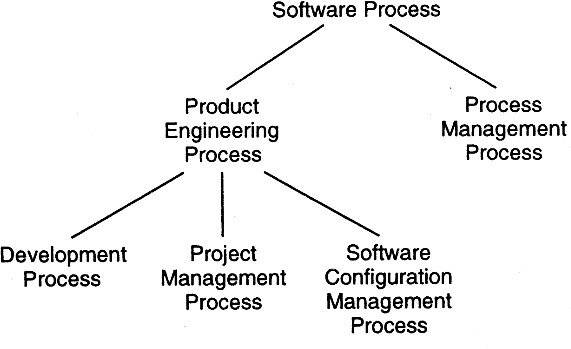 Software Process
Product
Engineering
Process
Process
Management
Process
Development
Process
Project
Management
Process
Software
Configuration
Management
Process